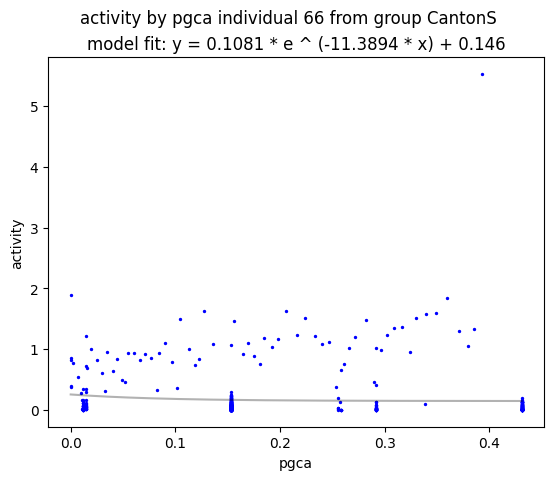 activity by pgca individual 66 from group CantonS
model fit: y = 0.1081 * e ^ (-11.3894 * x) + 0.146
5
4
3
2
1
0
activity
0.0 0.1 0.2 0.3 0.4
pgca